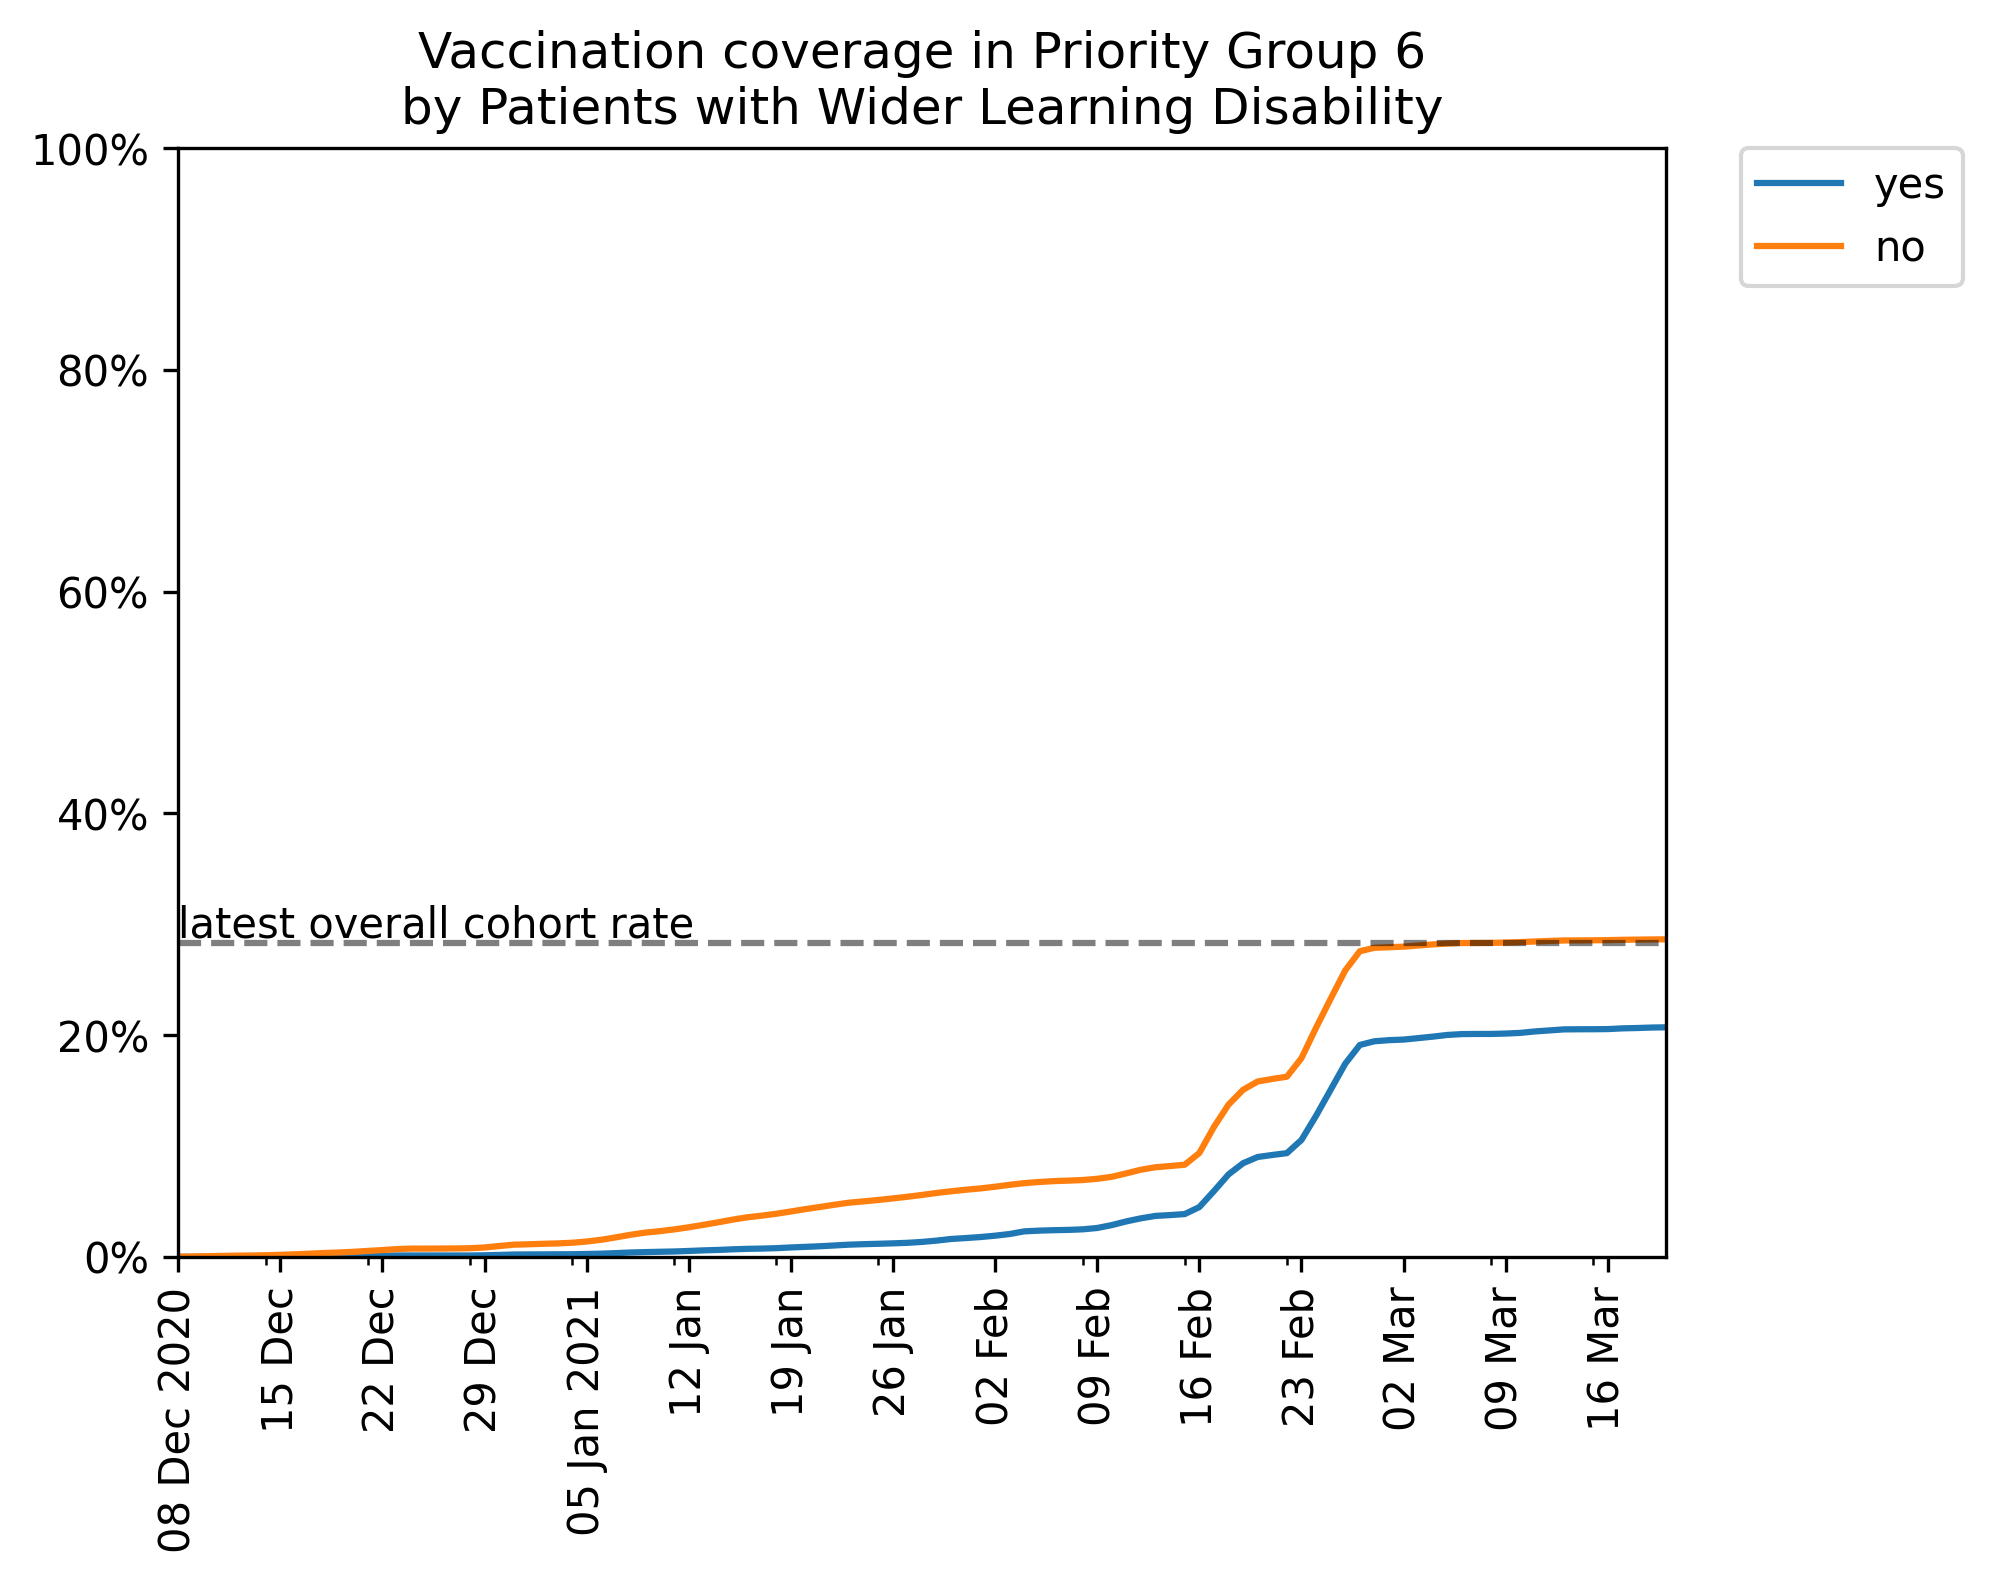 Vaccination coverage in Priority Group 6
by Patients with Wider Learning Disability
100%
80%
60%
40%
20%
0%
latest overall cohort rate
yes
no
08 Dec 2020
15 Dec
22 Dec
29 Dec
05 Jan 2021
12 Jan
19 Jan
26 Jan
02 Feb
09 Feb
16 Feb
23 Feb
02 Mar
09 Mar
16 Mar